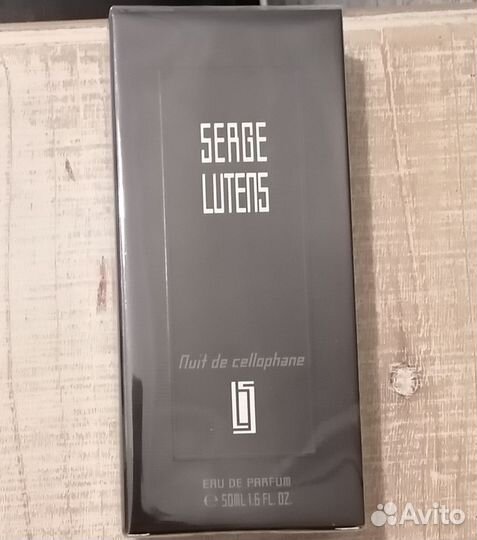 SERGE
LUTENS
Nuit de cellophane
EAU DE PARFUM
℮ 50ML 1.6 FL. OZ.
Avito